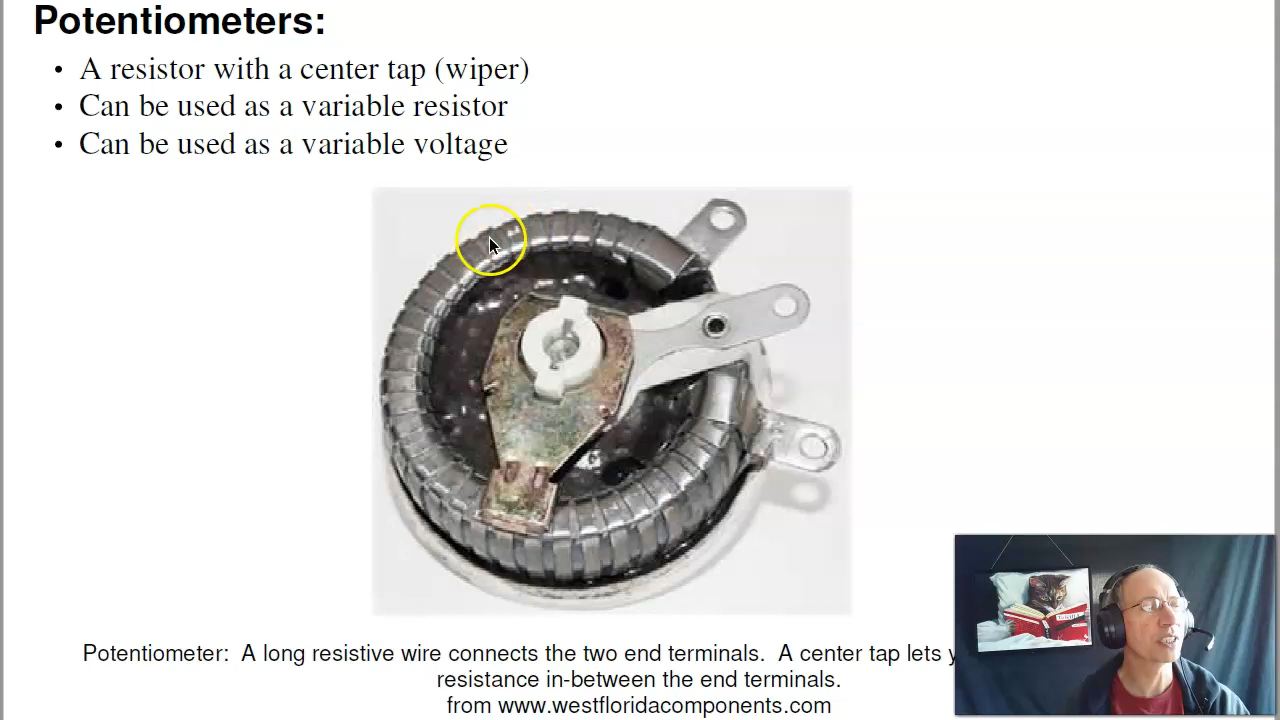 Potentiometers:
• A resistor with a center tap (wiper)
• Can be used as a variable resistor
• Can be used as a variable voltage
Potentiometer: A long resistive wire connects the two end terminals. A center tap lets
resistance in-between the end terminals.
from www.westfloridacomponents.com